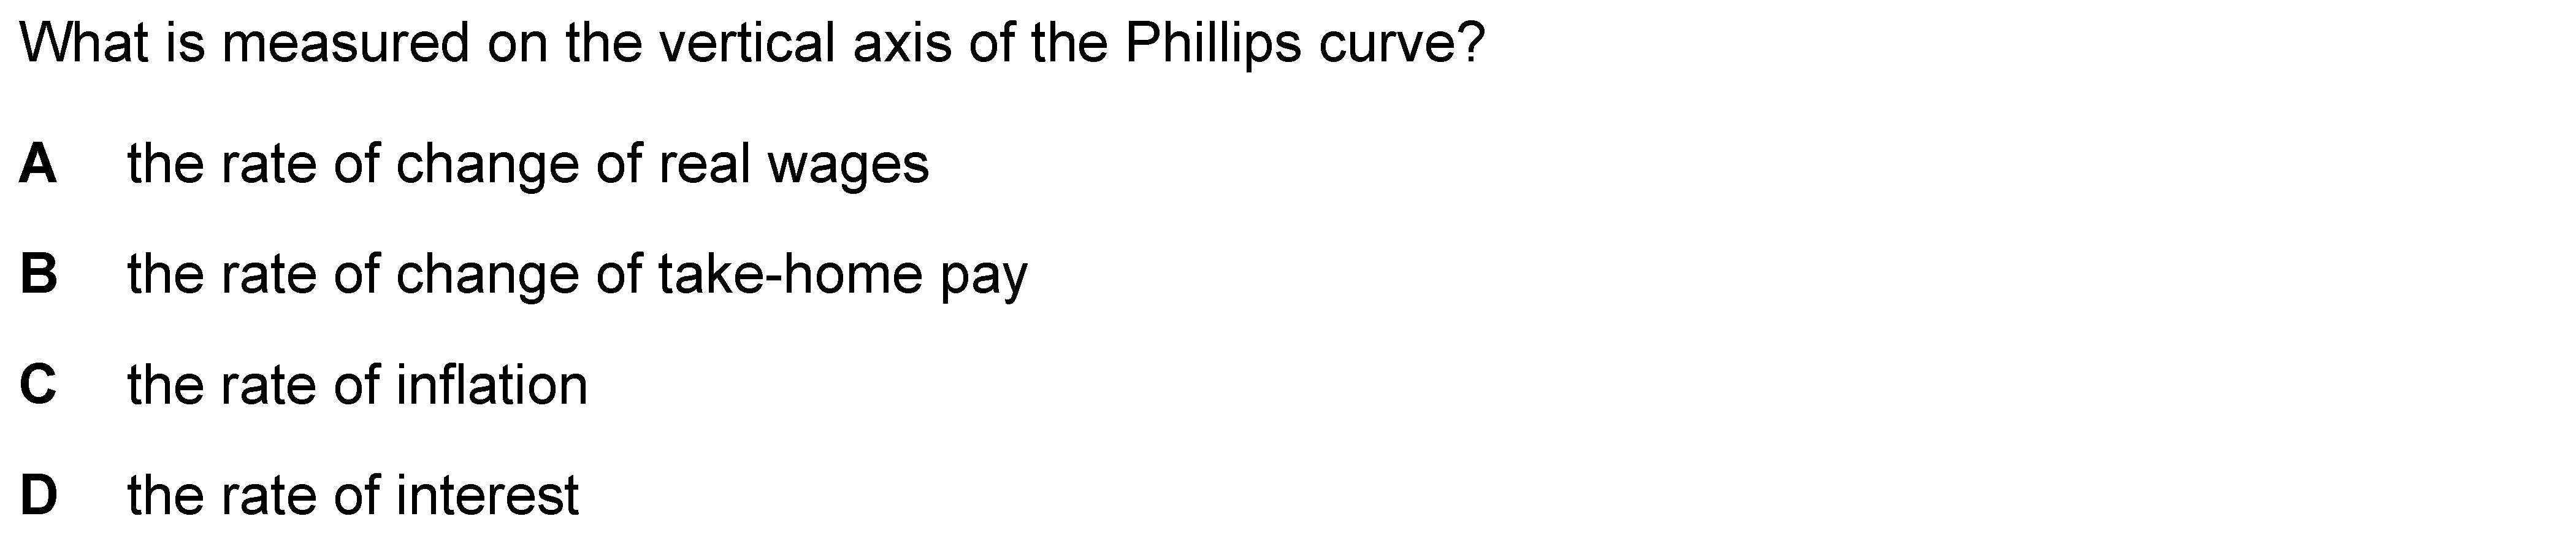 What is measured on the vertical axis of the Phillips curve?
A the rate of change of real wages
B the rate of change of take-home pay
C the rate of inflation
D the rate of interest